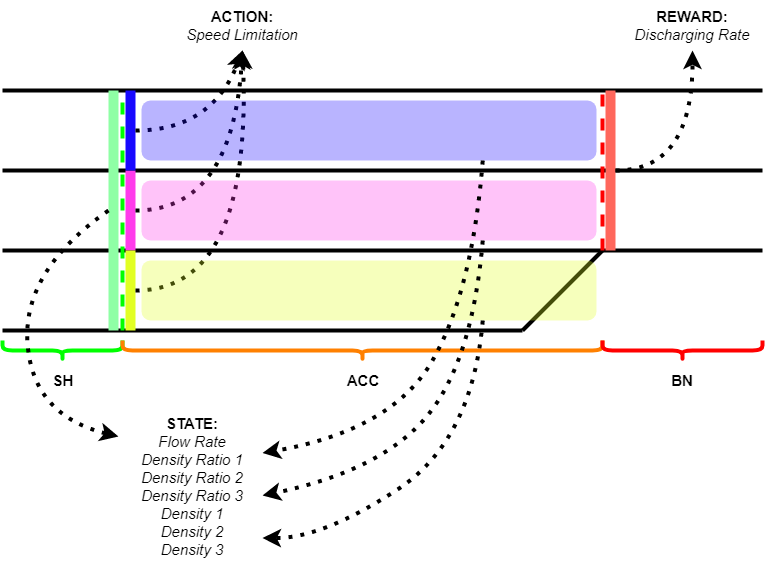 ACTION:
Speed Limitation
REWARD:
Discharging Rate
SH
ACC
BN
STATE:
Flow Rate
Density Ratio 1
Density Ratio 2
Density Ratio 3
Density 1
Density 2
Density 3